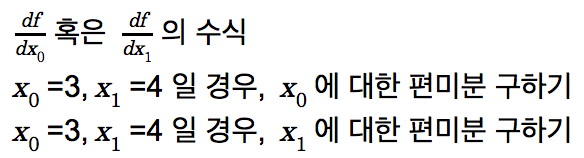 df/dx₀ 혹은 df/dx₁ 의 수식
x₀ =3, x₁ =4 일 경우, x₀ 에 대한 편미분 구하기
x₀ =3, x₁ =4 일 경우, x₁ 에 대한 편미분 구하기